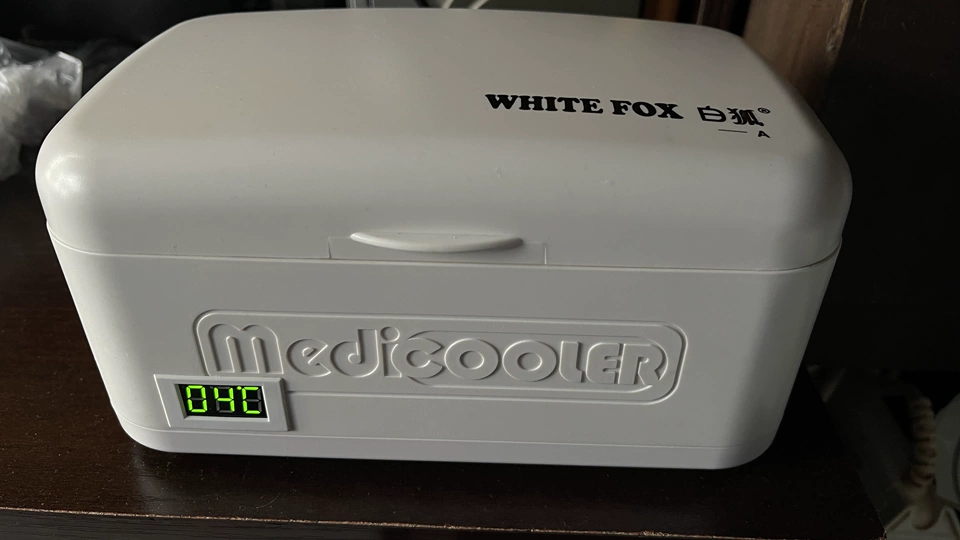 WHITE FOX 白狐®
A
Medicooler
04°C